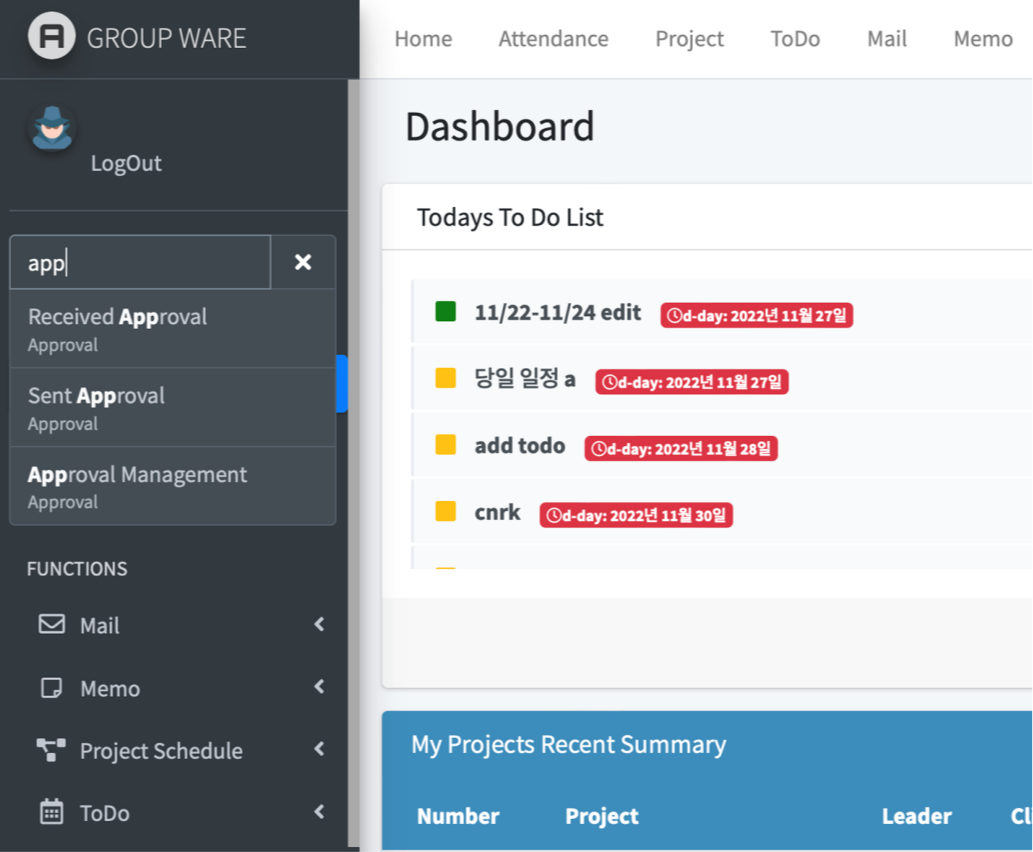 A GROUP WARE
Home Attendance Project ToDo Mail Memo
LogOut
app
Received Approval
Approval
Sent Approval
Approval
Approval Management
Approval
FUNCTIONS
Mail
Memo
Project Schedule
ToDo
Dashboard
Todays To Do List
11/22-11/24 edit d-day: 2022년 11월 27일
당일 일정 a d-day: 2022년 11월 27일
add todo d-day: 2022년 11월 28일
cnrk d-day: 2022년 11월 30일
My Projects Recent Summary
Number Project Leader